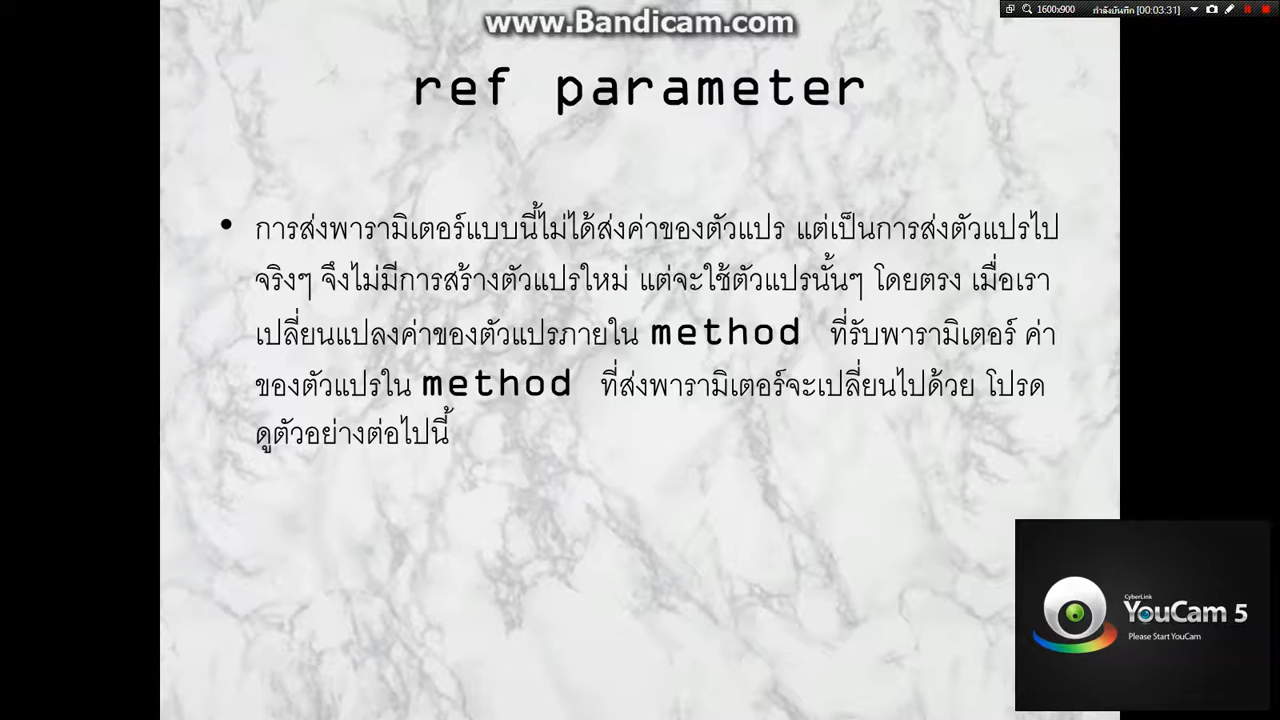 www.Bandicam.com
1600x900 กำลังบันทึก [00:03:31]
ref parameter
• การส่งพารามิเตอร์แบบนี้ไม่ได้ส่งค่าของตัวแปร แต่เป็นการส่งตัวแปรไป
จริงๆ จึงไม่มีการสร้างตัวแปรใหม่ แต่จะใช้ตัวแปรนั้นๆ โดยตรง เมื่อเรา
เปลี่ยนแปลงค่าของตัวแปรภายใน method ที่รับพารามิเตอร์ ค่า
ของตัวแปรใน method ที่ส่งพารามิเตอร์จะเปลี่ยนไปด้วย โปรด
ดูตัวอย่างต่อไปนี้
CyberLink
YouCam 5
Please Start YouCam